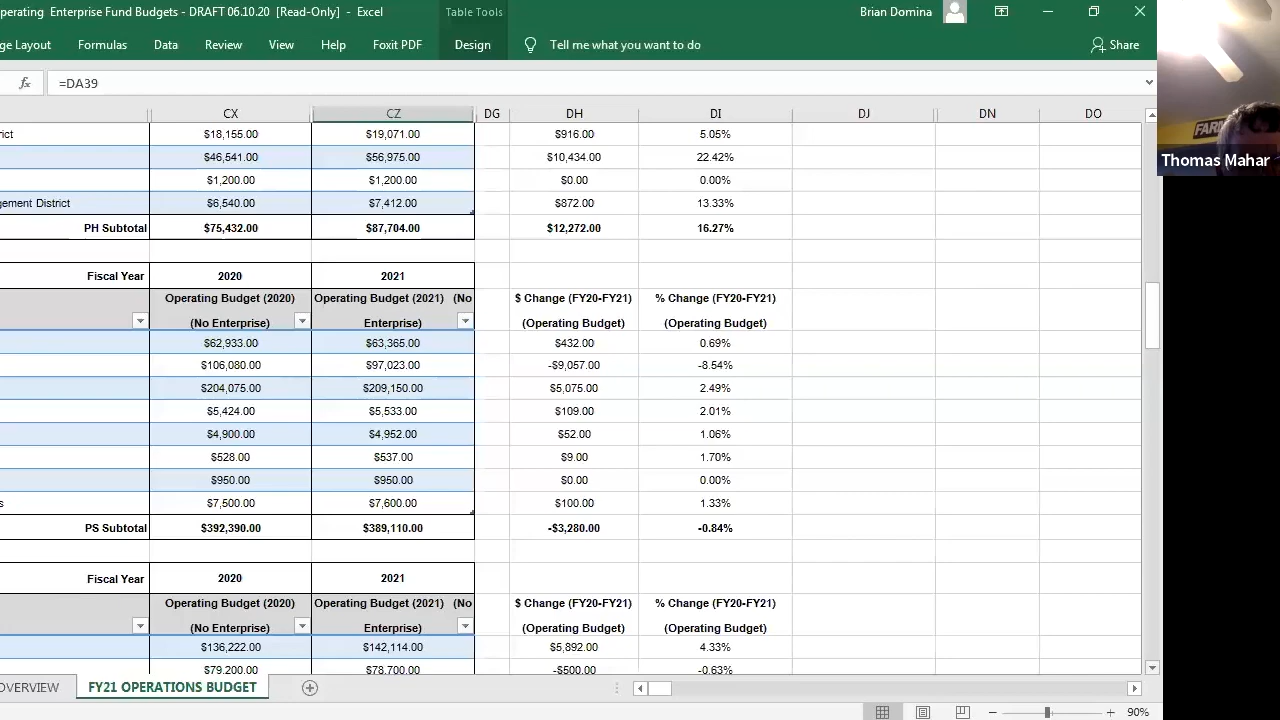 perating Enterprise Fund Budgets - DRAFT 06.10.20 [Read-Only] - Excel Table Tools Brian Domina
ge Layout Formulas Data Review View Help Foxit PDF Design Tell me what you want to do Share
fx =DA39
CX CZ DG DH DI DJ DN DO
rict $18,155.00 $19,071.00 $916.00 5.05%
$46,541.00 $56,975.00 $10,434.00 22.42%
$1,200.00 $1,200.00 $0.00 0.00%
gement District $6,540.00 $7,412.00 $872.00 13.33%
PH Subtotal $75,432.00 $87,704.00 $12,272.00 16.27%
Fiscal Year 2020 2021
Operating Budget (2020) Operating Budget (2021) (No $ Change (FY20-FY21) % Change (FY20-FY21)
(No Enterprise) Enterprise) (Operating Budget) (Operating Budget)
$62,933.00 $63,365.00 $432.00 0.69%
$106,080.00 $97,023.00 -$9,057.00 -8.54%
$204,075.00 $209,150.00 $5,075.00 2.49%
$5,424.00 $5,533.00 $109.00 2.01%
$4,900.00 $4,952.00 $52.00 1.06%
$528.00 $537.00 $9.00 1.70%
$950.00 $950.00 $0.00 0.00%
s $7,500.00 $7,600.00 $100.00 1.33%
PS Subtotal $392,390.00 $389,110.00 -$3,280.00 -0.84%
Fiscal Year 2020 2021
Operating Budget (2020) Operating Budget (2021) (No $ Change (FY20-FY21) % Change (FY20-FY21)
(No Enterprise) Enterprise) (Operating Budget) (Operating Budget)
$136,222.00 $142,114.00 $5,892.00 4.33%
$79,200.00 $78,700.00 -$500.00 -0.63%
OVERVIEW FY21 OPERATIONS BUDGET
90%
FARM
Thomas Mahar